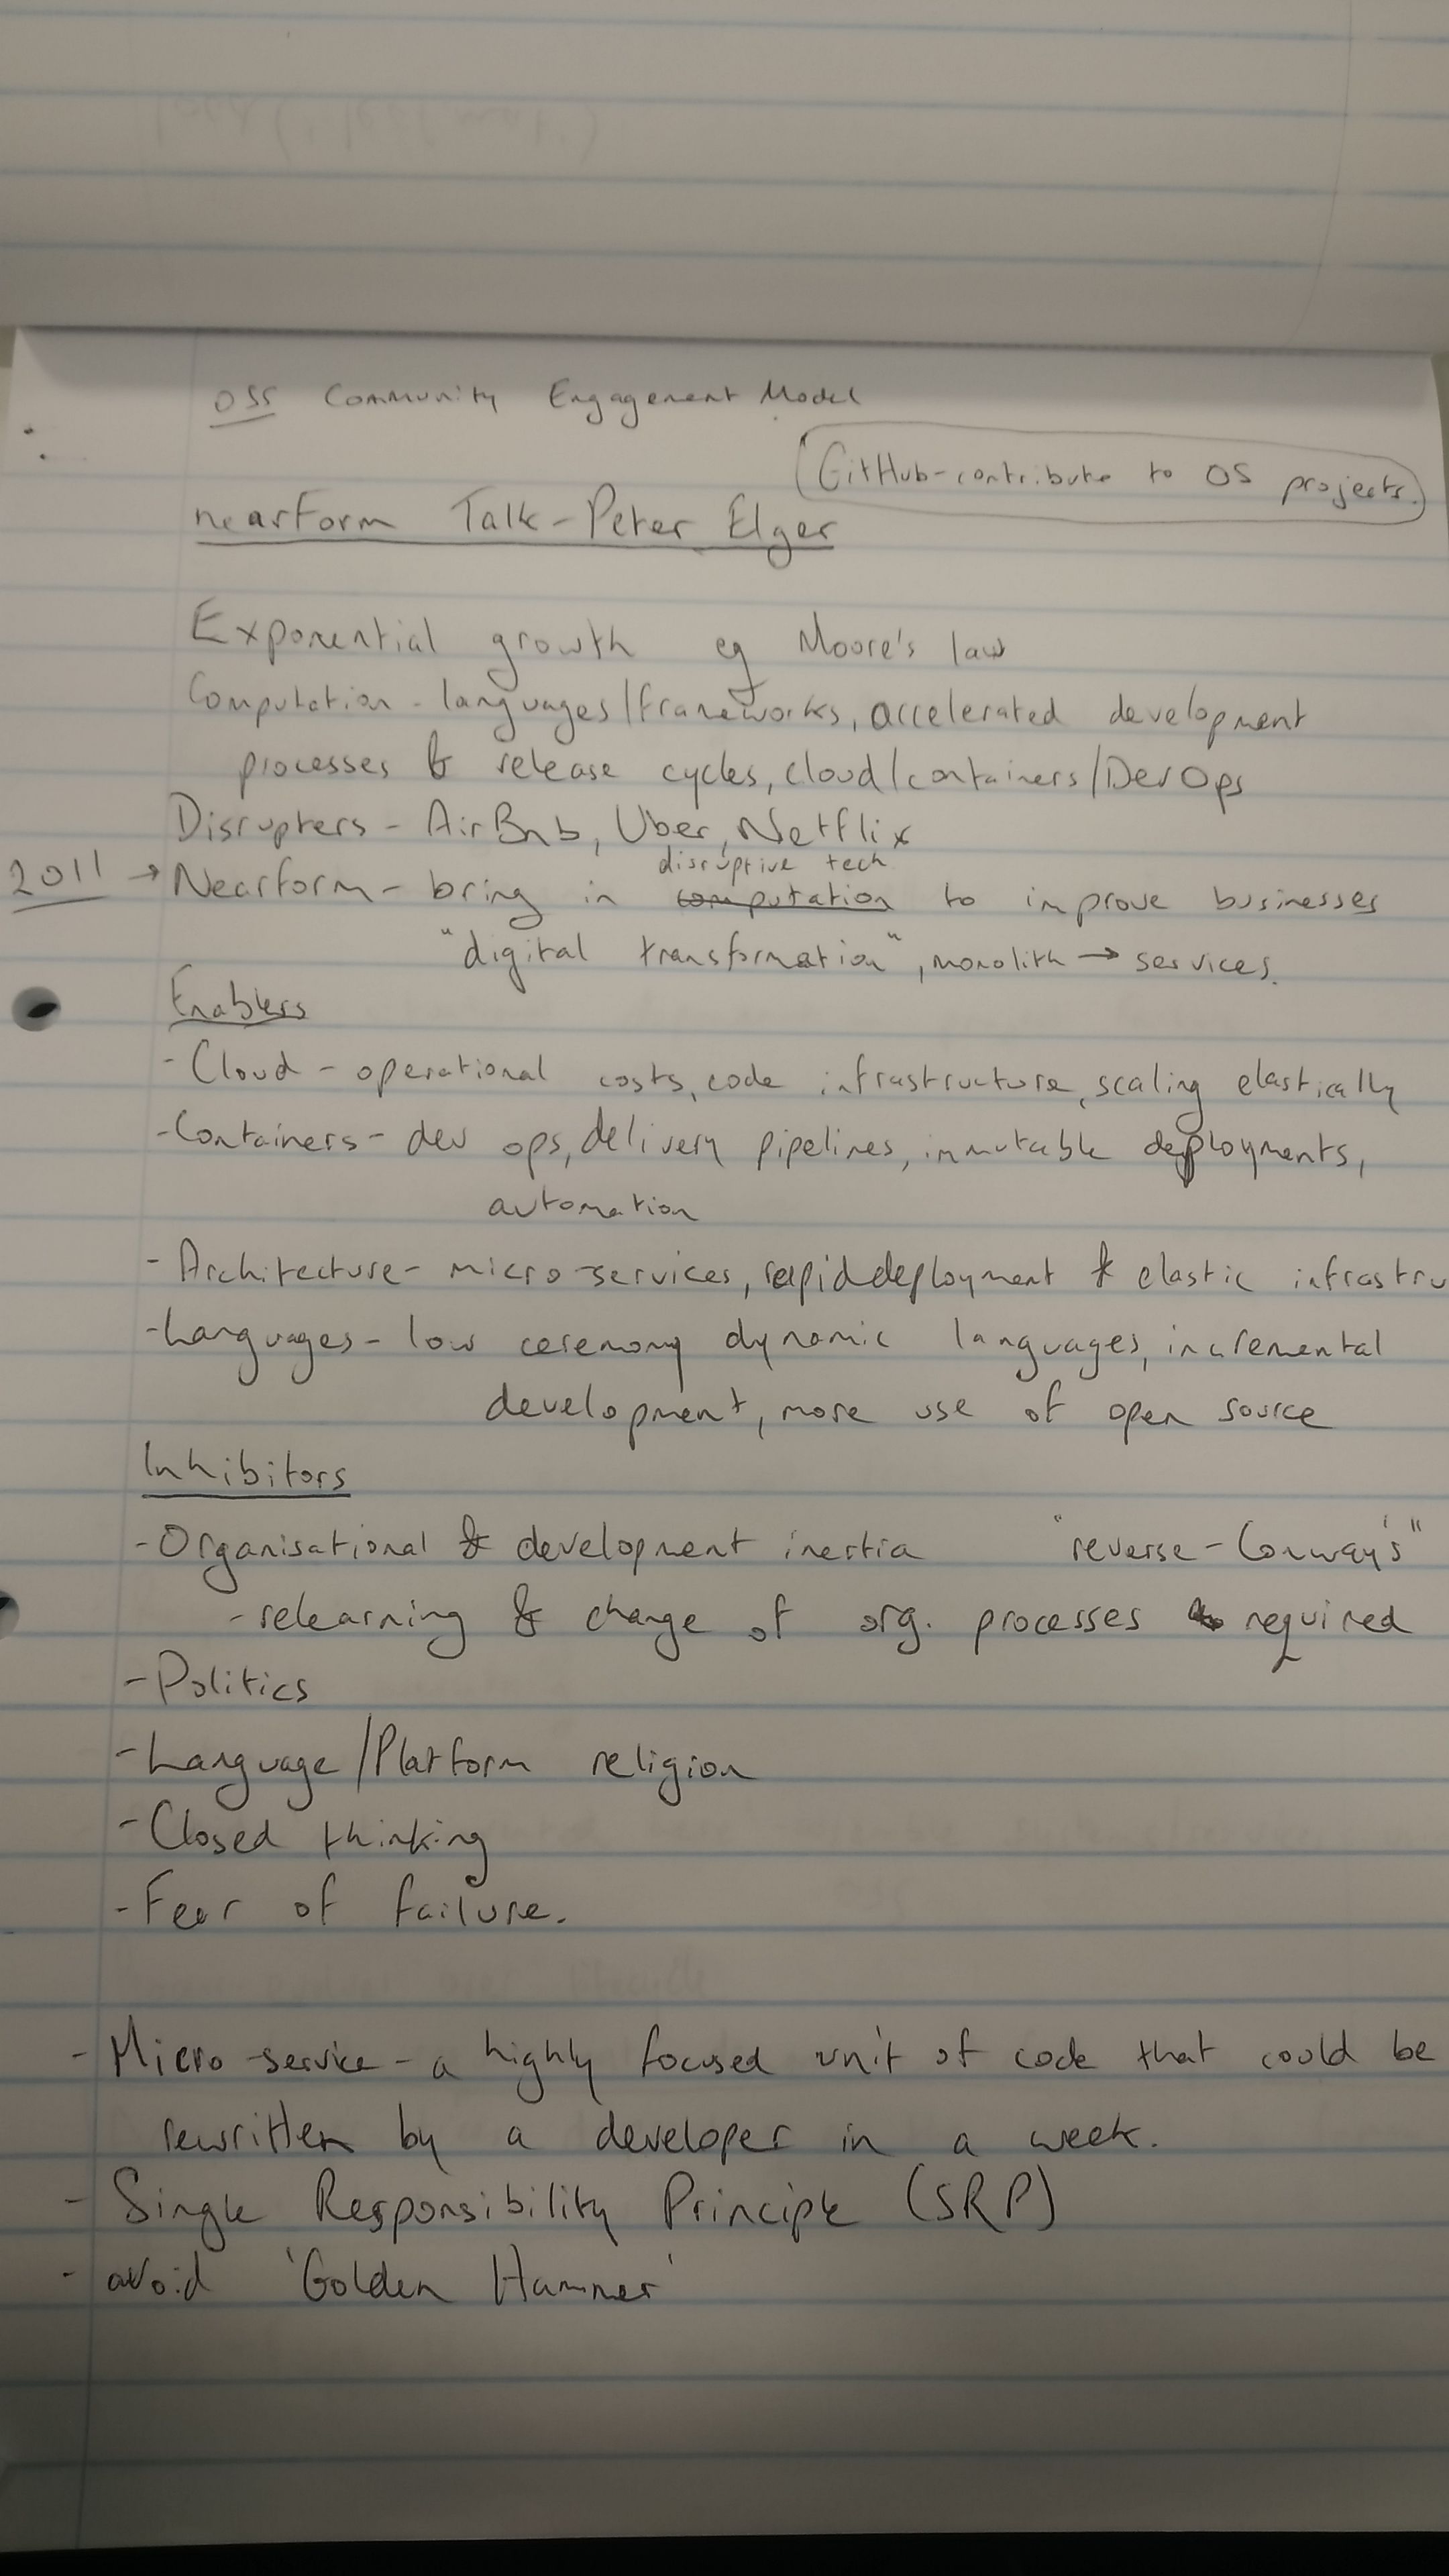 OSS Community Engagement Model
GitHub-contribute to OS projects.
nearForm Talk-Peter Elger
Exponential growth eg Moore's law
Computation - languages/frameworks, accelerated development
processes & release cycles, cloud/containers/DevOps
Disrupters - AirBnb, Uber, Netflix
disruptive tech
2011 → Nearform - bring in computation to improve businesses
"digital transformation", monolith → services.
Enablers
- Cloud - operational costs, code infrastructure, scaling elastically
- Containers - dev ops, delivery pipelines, immutable deployments,
automation
- Architecture - micro-services, rapid deployment & elastic infrastru
- Languages - low ceremony dynamic languages, incremental
development, more use of open source
Inhibitors
- Organisational & development inertia "reverse-Conway's"
- relearning & change of org. processes required
- Politics
- Language/Platform religion
- Closed thinking
- Fear of failure.
- Micro-service - a highly focused unit of code that could be
rewritten by a developer in a week.
- Single Responsibility Principle (SRP)
- avoid 'Golden Hammer'